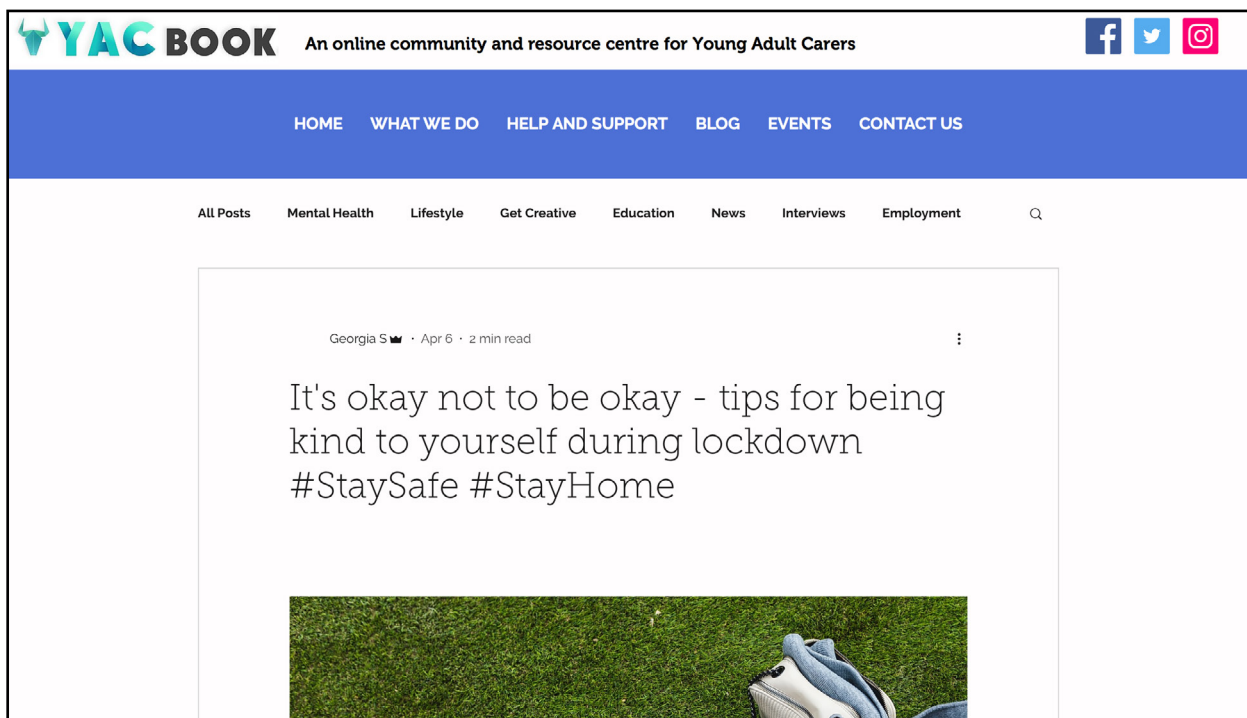 YAC BOOK An online community and resource centre for Young Adult Carers
HOME WHAT WE DO HELP AND SUPPORT BLOG EVENTS CONTACT US
All Posts Mental Health Lifestyle Get Creative Education News Interviews Employment
Georgia S · Apr 6 · 2 min read
It's okay not to be okay - tips for being
kind to yourself during lockdown
#StaySafe #StayHome